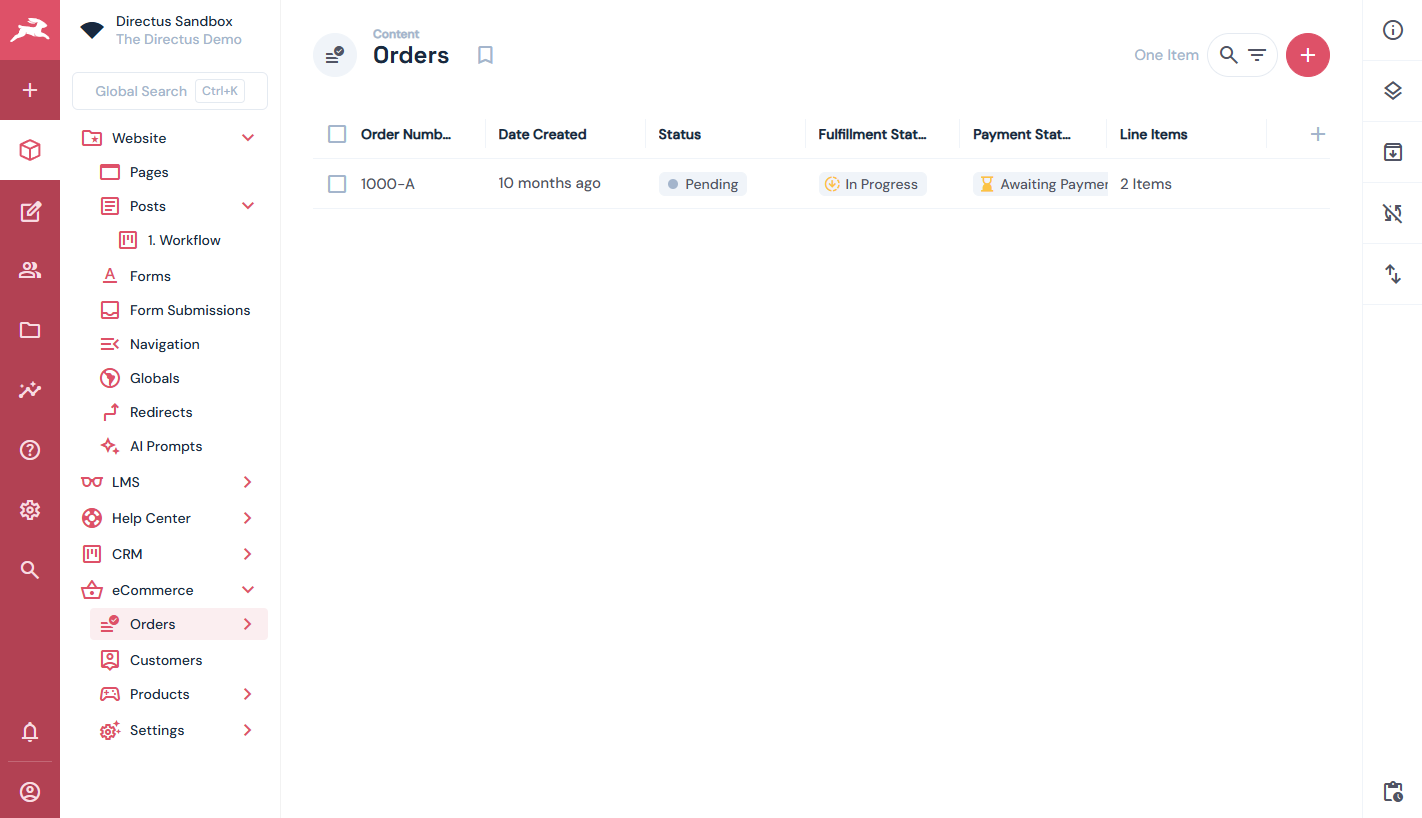 Directus Sandbox
The Directus Demo
Global Search Ctrl+K
Website
Pages
Posts
1. Workflow
Forms
Form Submissions
Navigation
Globals
Redirects
AI Prompts
LMS
Help Center
CRM
eCommerce
Orders
Customers
Products
Settings
Content
Orders
One Item
Order Numb... Date Created Status Fulfillment Stat... Payment Stat... Line Items
1000-A 10 months ago Pending In Progress Awaiting Paymer 2 Items